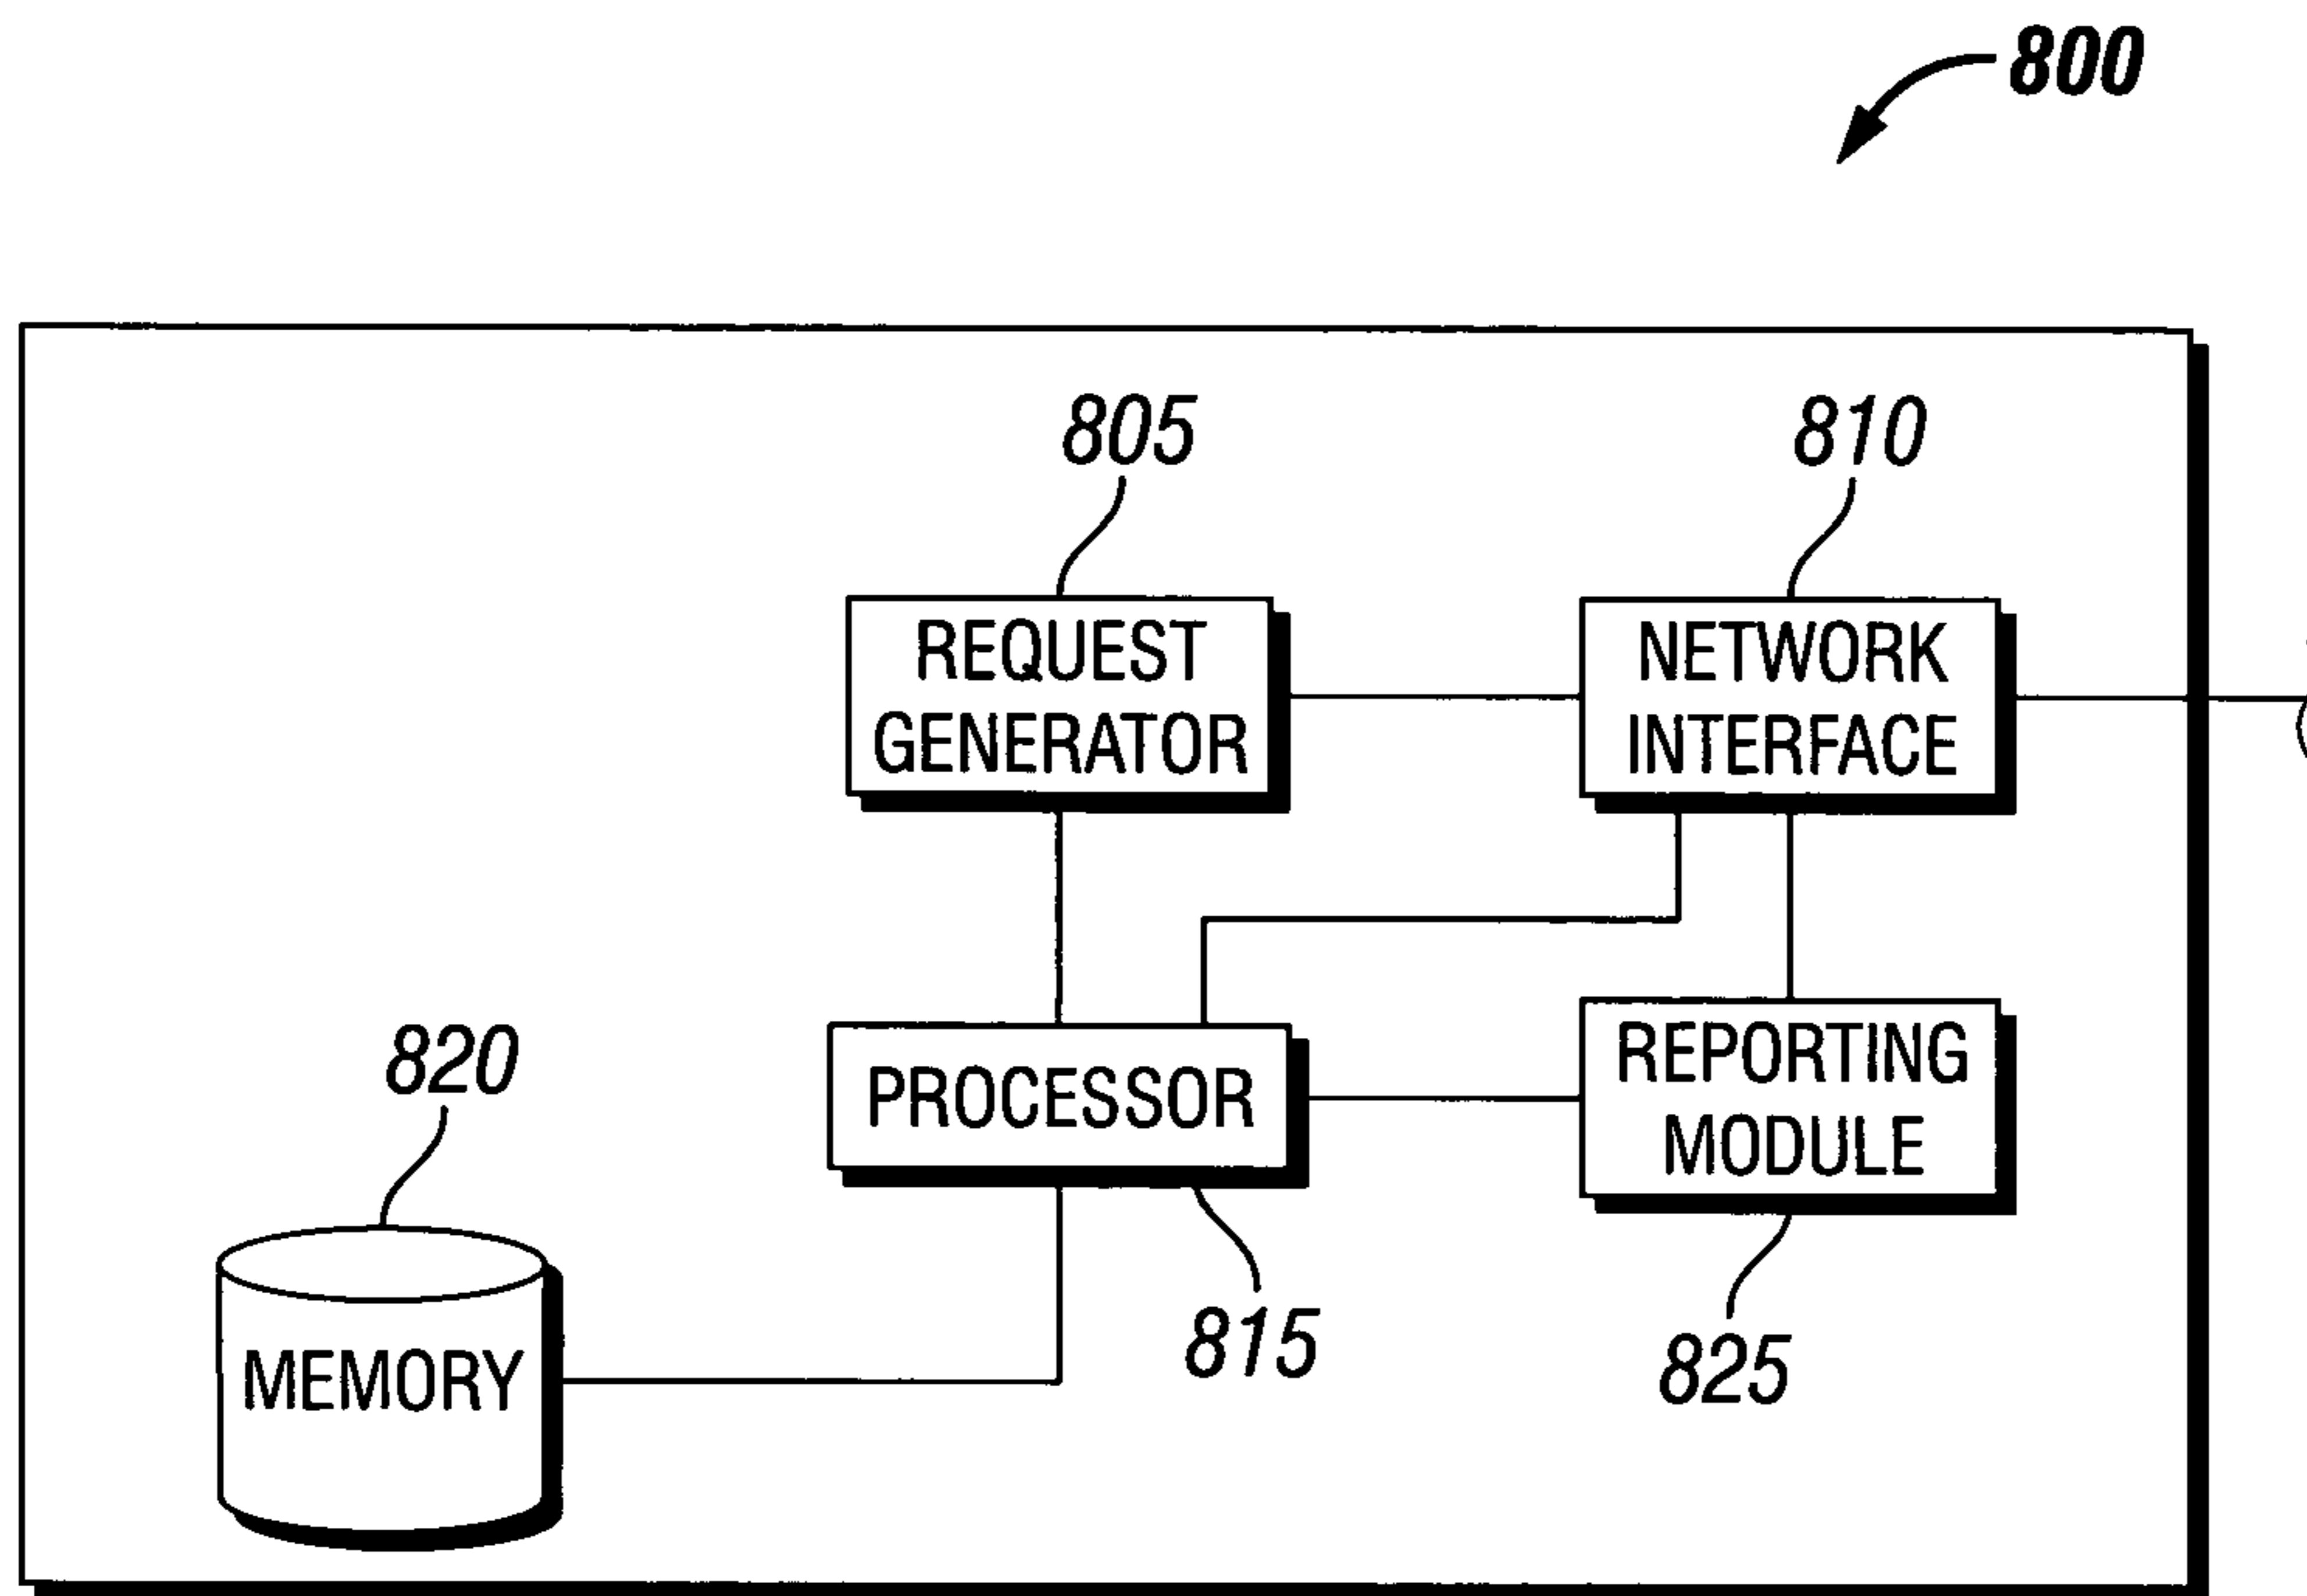 800
805
810
REQUEST
GENERATOR
NETWORK
INTERFACE
820
PROCESSOR
REPORTING
MODULE
MEMORY
815
825